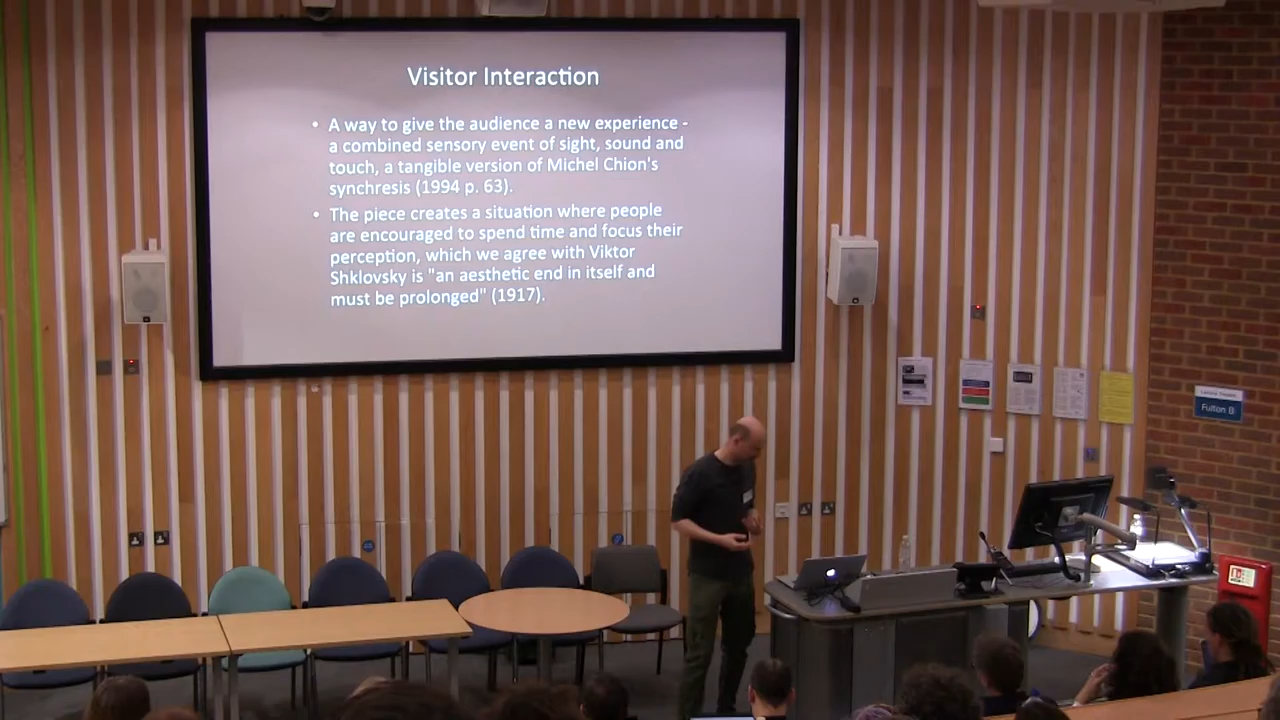 Visitor Interaction
• A way to give the audience a new experience -
a combined sensory event of sight, sound and
touch, a tangible version of Michel Chion's
synchresis (1994 p. 63).
• The piece creates a situation where people
are encouraged to spend time and focus their
perception, which we agree with Viktor
Shklovsky is "an aesthetic end in itself and
must be prolonged" (1917).
Fulton B